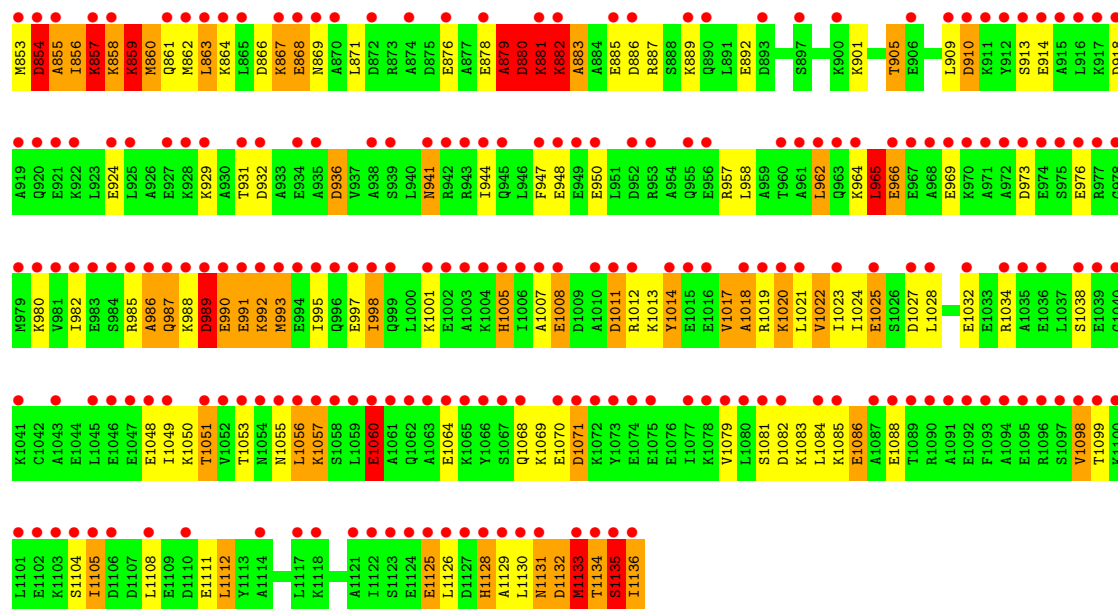 M853 D854 A855 I856 K857 K858 K859 M860 Q861 M862 L863 K864 L865 D866 K867 E868 N869 A870 L871 D872 R873 A874 D875 E876 A877 E878 A879 D880 K881 K882 A883 A884 E885 D886 R887 S888 K889 Q890 L891 E892 D893 S897 K900 K901 T905 E906 L909 D910 K911 Y912 S913 E914 A915 L916 K917
A919 Q920 E921 K922 L923 E924 L925 A926 E927 K928 K929 A930 T931 D932 A933 E934 A935 D936 V937 A938 S939 L940 N941 R942 R943 I944 Q945 L946 F947 E948 E949 E950 L951 D952 R953 A954 Q955 E956 R957 L958 A959 T960 A961 L962 Q963 K964 L965 E966 E967 A968 E969 K970 A971 A972 D973 E974 S975 E976 R977
M979 K980 V981 I982 E983 S984 R985 A986 Q987 K988 D989 E990 E991 K992 M993 E994 I995 Q996 E997 I998 Q999 L1000 K1001 E1002 A1003 K1004 H1005 I1006 A1007 E1008 D1009 A1010 D1011 R1012 K1013 Y1014 E1015 E1016 V1017 A1018 R1019 K1020 L1021 V1022 I1023 I1024 E1025 S1026 D1027 L1028 E1032 E1033 R1034 A1035 E1036 L1037 S1038 E1039
K1041 C1042 A1043 E1044 L1045 E1046 E1047 E1048 I1049 K1050 T1051 V1052 T1053 N1054 N1055 L1056 K1057 S1058 L1059 E1060 A1061 Q1062 A1063 E1064 K1065 Y1066 S1067 Q1068 K1069 E1070 D1071 K1072 Y1073 E1074 E1075 E1076 I1077 K1078 V1079 L1080 S1081 D1082 K1083 L1084 K1085 E1086 A1087 E1088 T1089 R1090 A1091 E1092 F1093 A1094 E1095 R1096 S1097 V1098 T1099
L1101 E1102 K1103 S1104 I1105 D1106 D1107 L1108 E1109 D1110 E1111 L1112 Y1113 A1114 L1117 K1118 A1121 I1122 S1123 E1124 E1125 L1126 D1127 H1128 A1129 L1130 N1131 D1132 M1133 T1134 S1135 I1136